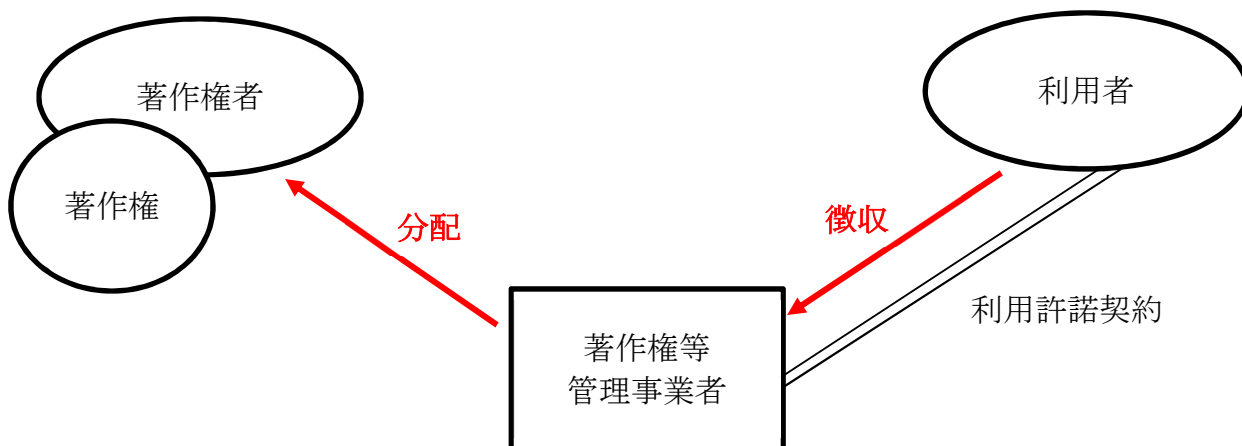 著作権者
利用者
著作権
分配
徴収
利用許諾契約
著作権等
管理事業者